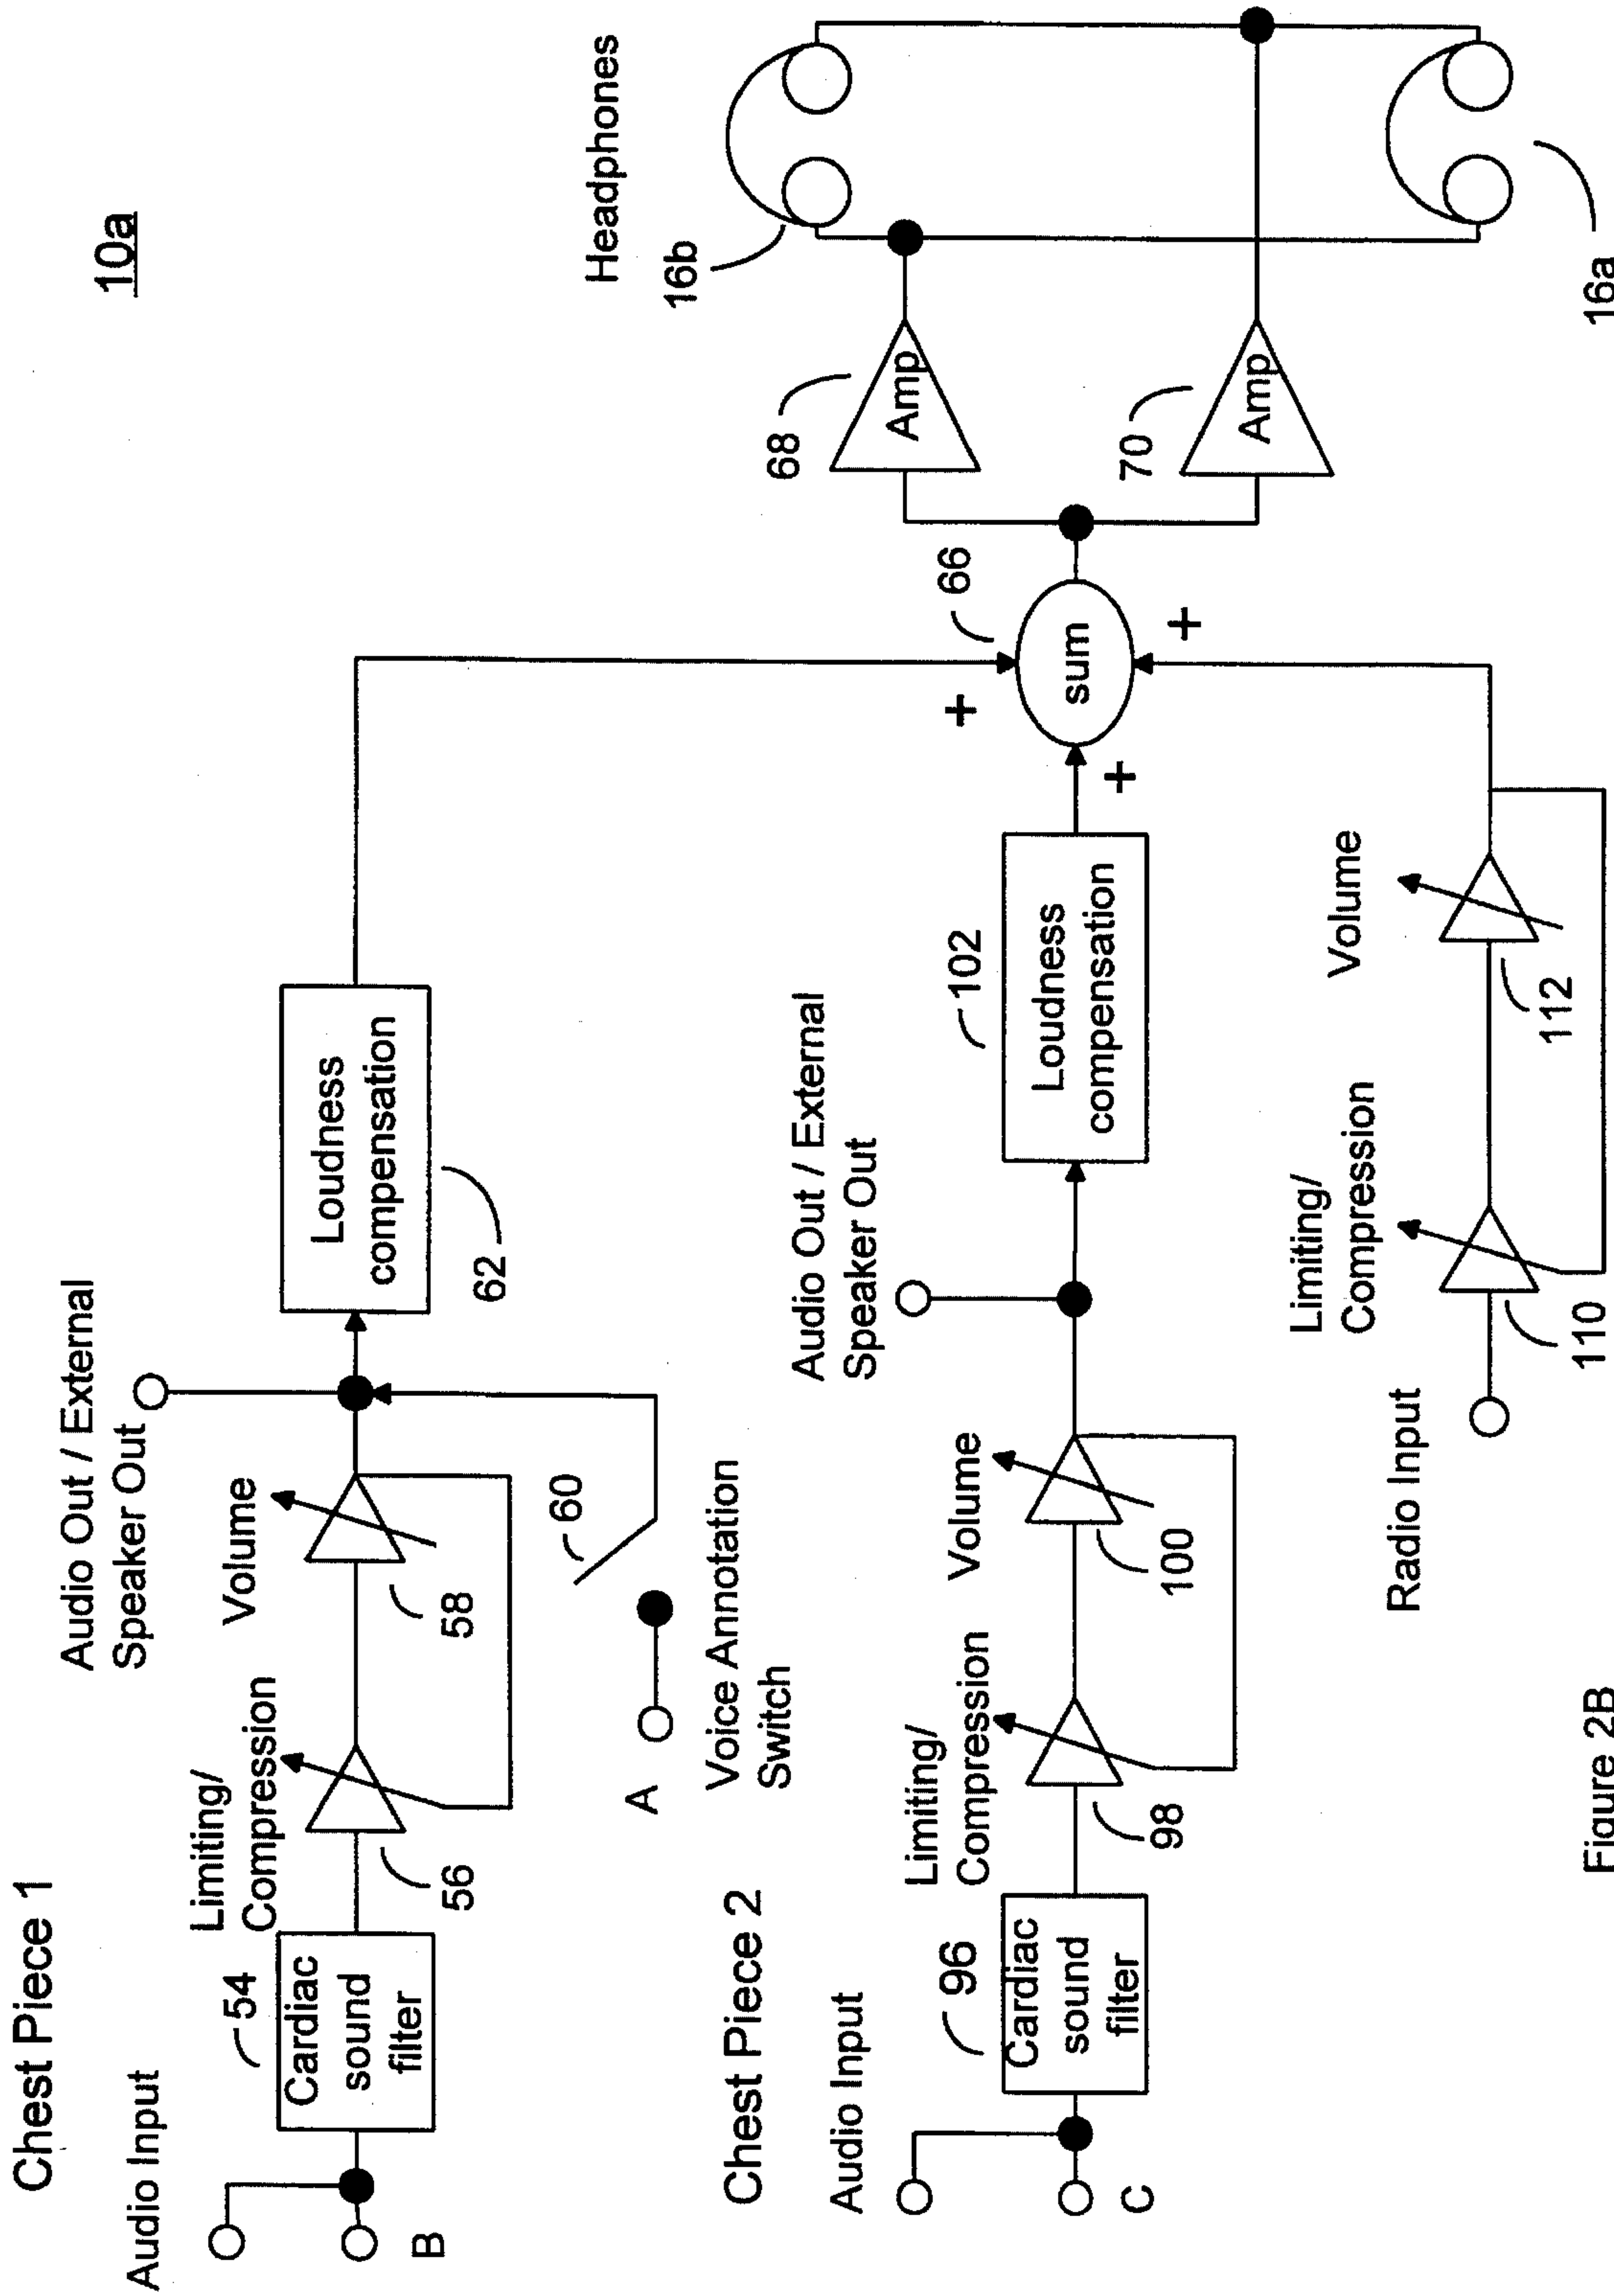 10a
Chest Piece 1
Audio Input
B
54
Cardiac
sound
filter
Limiting/
Compression
56
Volume
58
Audio Out / External
Speaker Out
60
A
Voice Annotation
Switch
Loudness
compensation
62
Chest Piece 2
Audio Input
C
96
Cardiac
sound
filter
Limiting/
Compression
98
Volume
100
Audio Out / External
Speaker Out
102
Loudness
compensation
Radio Input
Limiting/
Compression
110
Volume
112
+
+
+
sum
66
68
Amp
70
Amp
Headphones
16b
16a
Figure 2B